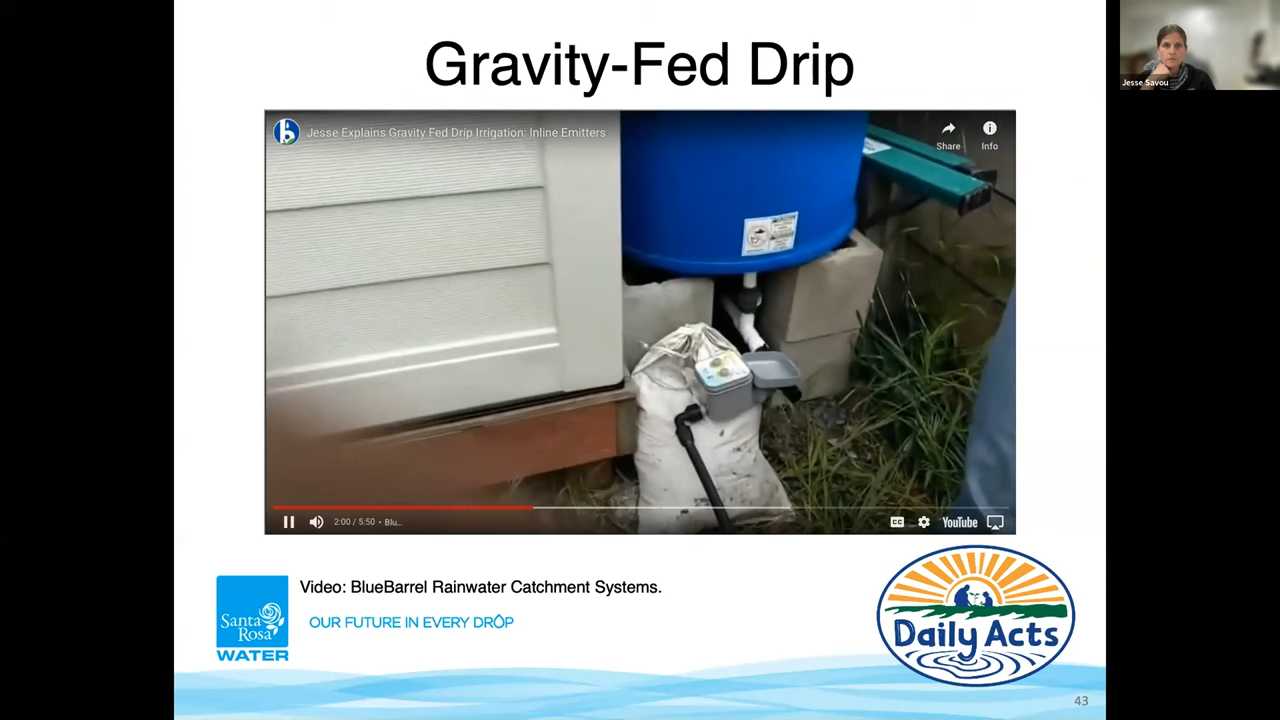 Gravity-Fed Drip
Jesse Savou
Jesse Explains Gravity Fed Drip Irrigation: Inline Emitters
Share
Info
2:00 / 5:50 • Blu...
CC
YouTube
Video: BlueBarrel Rainwater Catchment Systems.
Santa
Rosa
WATER
OUR FUTURE IN EVERY DROP
Daily Acts
43